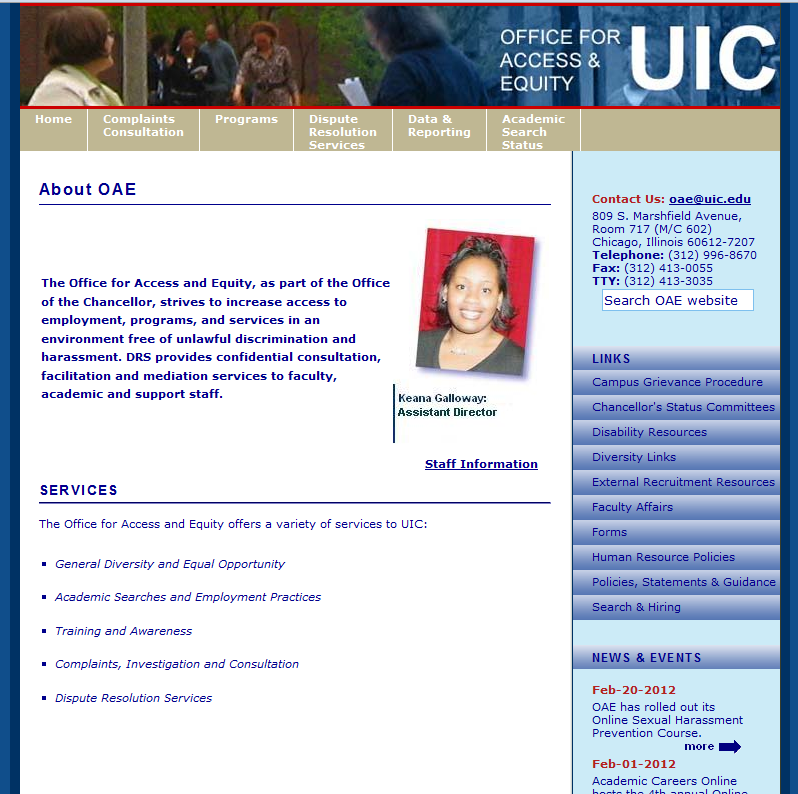 OFFICE FOR
ACCESS &
EQUITY
UIC
Home
Complaints
Consultation
Programs
Dispute
Resolution
Services
Data &
Reporting
Academic
Search
Status
About OAE
The Office for Access and Equity, as part of the Office
of the Chancellor, strives to increase access to
employment, programs, and services in an
environment free of unlawful discrimination and
harassment. DRS provides confidential consultation,
facilitation and mediation services to faculty,
academic and support staff.
Keana Galloway:
Assistant Director
Staff Information
SERVICES
The Office for Access and Equity offers a variety of services to UIC:
General Diversity and Equal Opportunity
Academic Searches and Employment Practices
Training and Awareness
Complaints, Investigation and Consultation
Dispute Resolution Services
Contact Us: oae@uic.edu
809 S. Marshfield Avenue,
Room 717 (M/C 602)
Chicago, Illinois 60612-7207
Telephone: (312) 996-8670
Fax: (312) 413-0055
TTY: (312) 413-3035
Search OAE website
LINKS
Campus Grievance Procedure
Chancellor's Status Committees
Disability Resources
Diversity Links
External Recruitment Resources
Faculty Affairs
Forms
Human Resource Policies
Policies, Statements & Guidance
Search & Hiring
NEWS & EVENTS
Feb-20-2012
OAE has rolled out its
Online Sexual Harassment
Prevention Course.
more
Feb-01-2012
Academic Careers Online
hosts the 4th annual Online